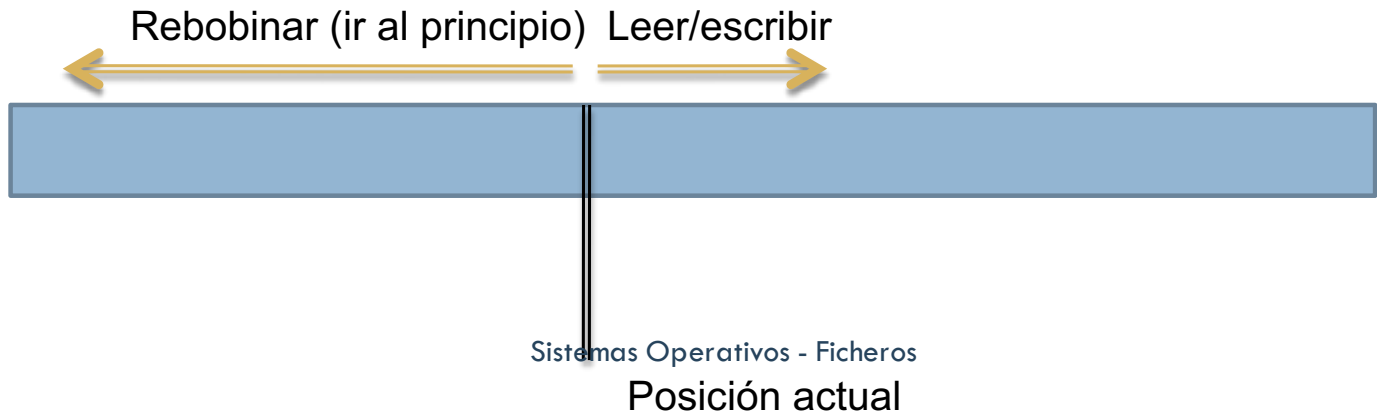 Rebobinar (ir al principio) Leer/escribir
Sistemas Operativos - Ficheros
Posición actual